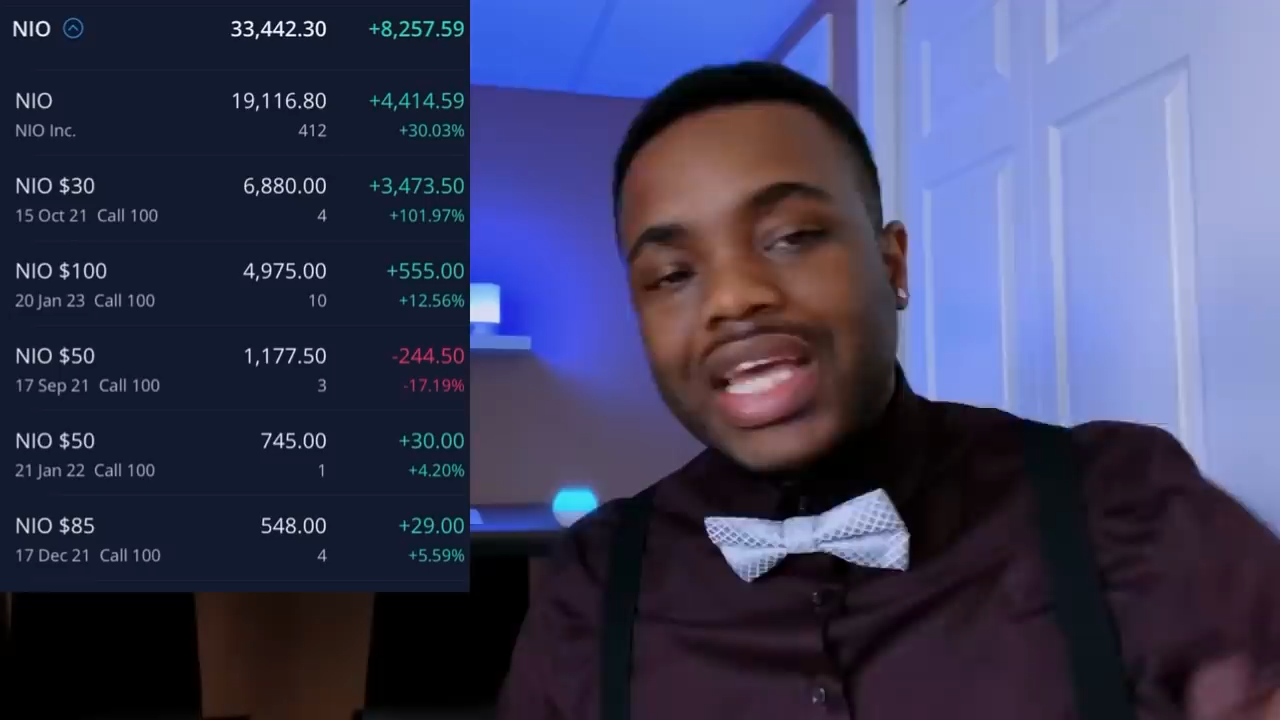 NIO 33,442.30 +8,257.59
NIO 19,116.80 +4,414.59
NIO Inc. 412 +30.03%
NIO $30 6,880.00 +3,473.50
15 Oct 21 Call 100 4 +101.97%
NIO $100 4,975.00 +555.00
20 Jan 23 Call 100 10 +12.56%
NIO $50 1,177.50 -244.50
17 Sep 21 Call 100 3 -17.19%
NIO $50 745.00 +30.00
21 Jan 22 Call 100 1 +4.20%
NIO $85 548.00 +29.00
17 Dec 21 Call 100 4 +5.59%